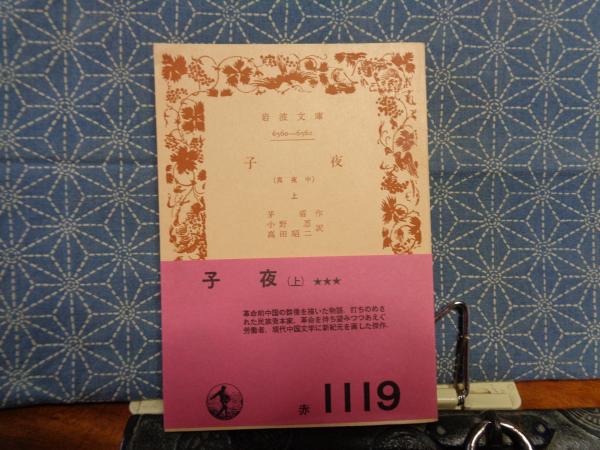 岩波文庫
6560—6562
子 夜
（真夜中）
上
茅盾作
小野忍
高田昭二訳
子 夜（上）★★★
革命前中国の群像を描いた物語．打ちのめさ
れた民族資本家，革命を待ち望みつつあえぐ
労働者．現代中国文学に新紀元を画した傑作．
赤 1119